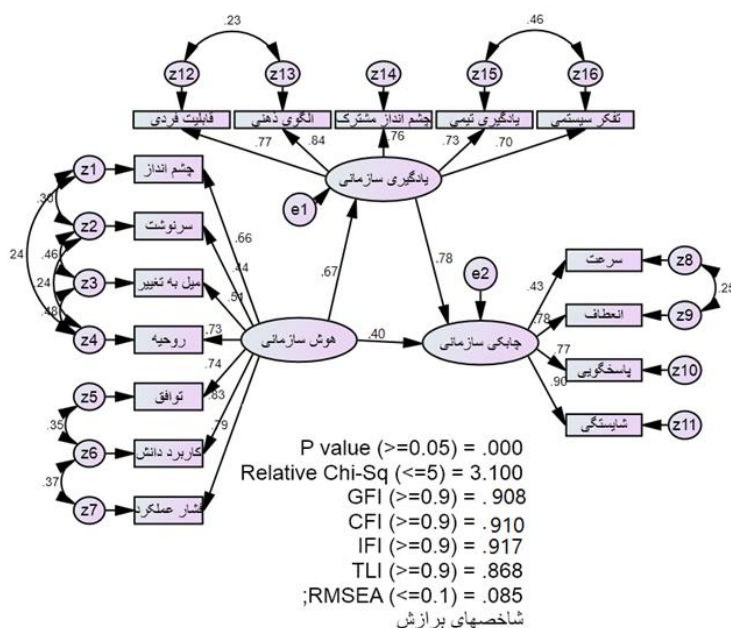 .23
.46
z12
z13
z14
z15
z16
قابلیت فردی
الگوی ذهنی
چشم انداز مشترک
یادگیری تیمی
تفکر سیستمی
.77
.84
.76
.73
.70
یادگیری سازمانی
e1
z1
چشم انداز
.30
.66
z2
سرنوشت
.44
24
.46
z3
میل به تغییر
.51
.24
.48
z4
روحیه
.73
هوش سازمانی
.67
.78
.40
e2
چابکی سازمانی
.43
سرعت
z8
.25
.78
انعطاف
z9
.77
پاسخگویی
z10
.90
شایستگی
z11
.74
z5
توافق
.35
.83
z6
کاربرد دانش
.37
.79
z7
فشار عملکرد
P value (>=0.05) = .000
Relative Chi-Sq (<=5) = 3.100
GFI (>=0.9) = .908
CFI (>=0.9) = .910
IFI (>=0.9) = .917
TLI (>=0.9) = .868
;RMSEA (<=0.1) = .085
شاخصهای برازش